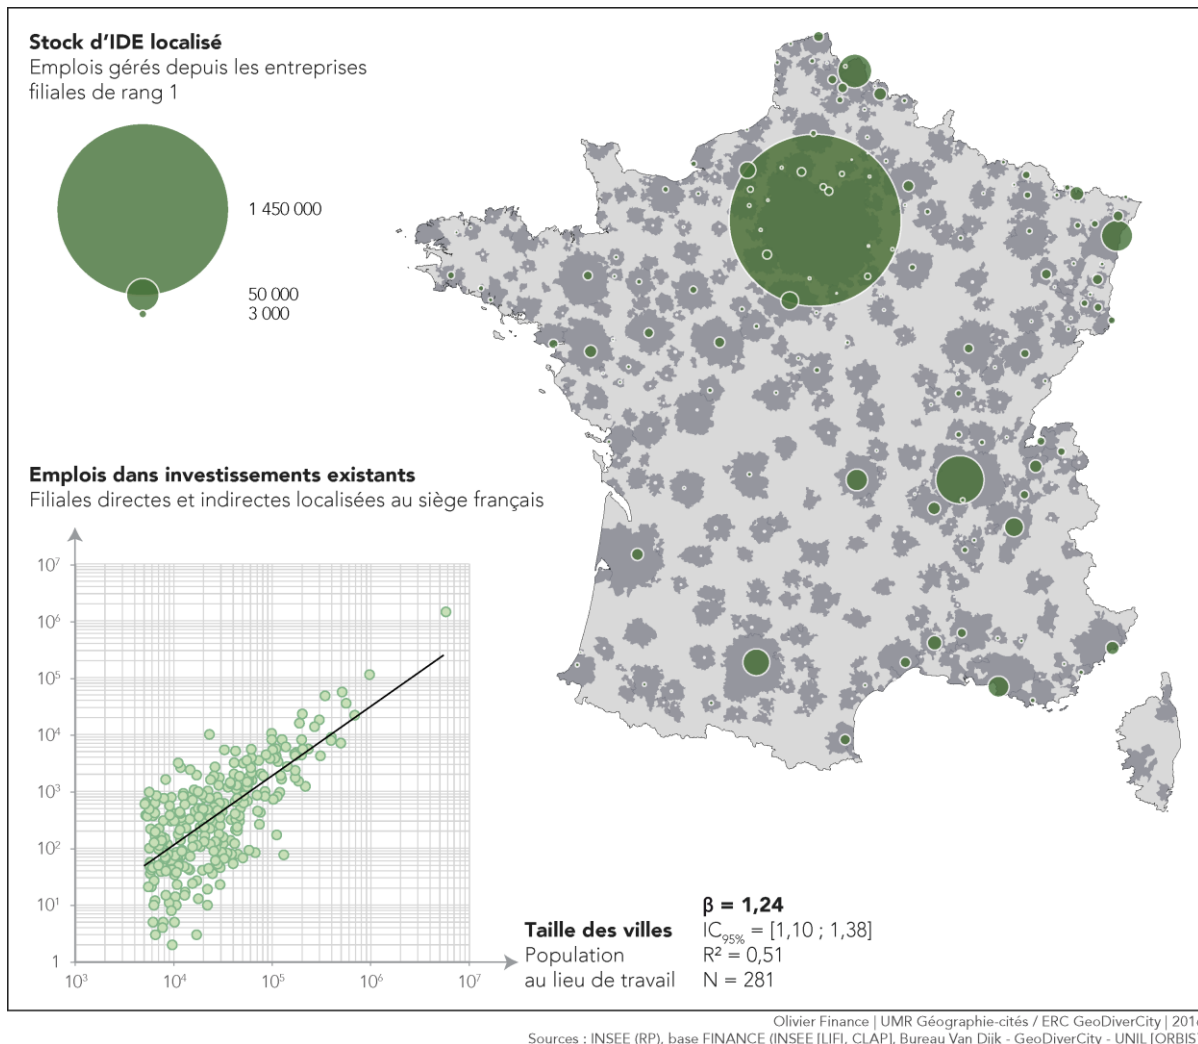 Stock d’IDE localisé
Emplois gérés depuis les entreprises
filiales de rang 1
1 450 000
50 000
3 000
Emplois dans investissements existants
Filiales directes et indirectes localisées au siège français
10⁷
10⁶
10⁵
10⁴
10³
10²
10¹
1
10³
10⁴
10⁵
10⁶
10⁷
Taille des villes
Population
au lieu de travail
β = 1,24
IC95% = [1,10 ; 1,38]
R² = 0,51
N = 281
Olivier Finance | UMR Géographie-cités / ERC GeoDiverCity | 2016
Sources : INSEE (RP), base FINANCE (INSEE [LIFI, CLAP], Bureau Van Dijk - GeoDiverCity - UNIL [ORBIS]